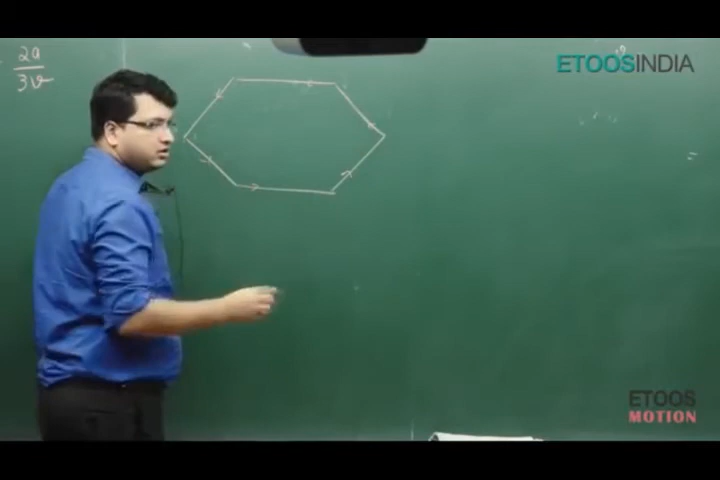 2a
3v
ETOOSINDIA
=
ETOOS
MOTION